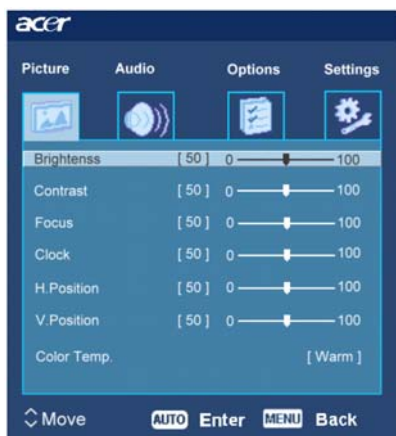 acer
Picture Audio Options Settings
Brightenss [ 50 ] 0 100
Contrast [ 50 ] 0 100
Focus [ 50 ] 0 100
Clock [ 50 ] 0 100
H.Position [ 50 ] 0 100
V.Position [ 50 ] 0 100
Color Temp. [ Warm ]
Move AUTO Enter MENU Back